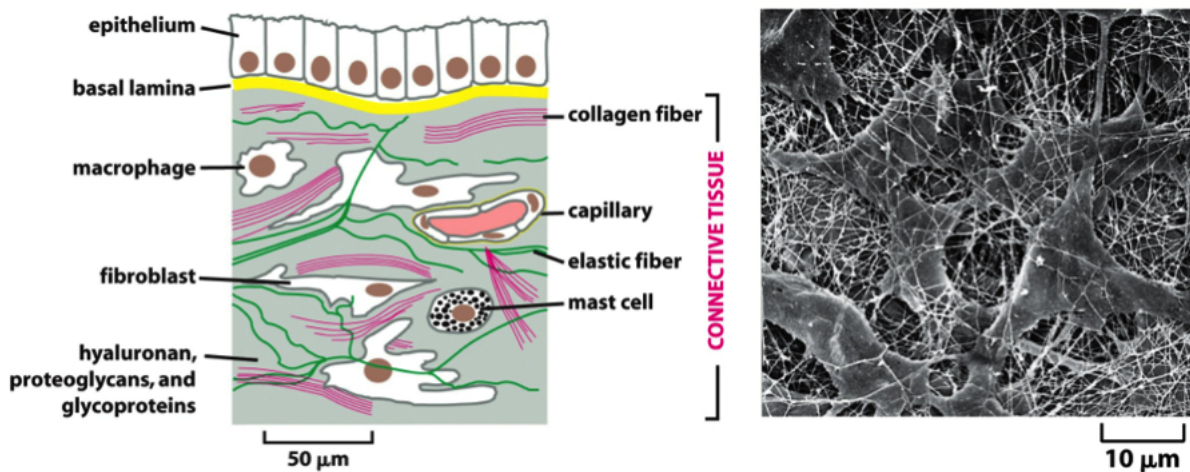 epithelium
basal lamina
macrophage
fibroblast
hyaluronan,
proteoglycans, and
glycoproteins
50 μm
collagen fiber
capillary
elastic fiber
mast cell
CONNECTIVE TISSUE
10 μm